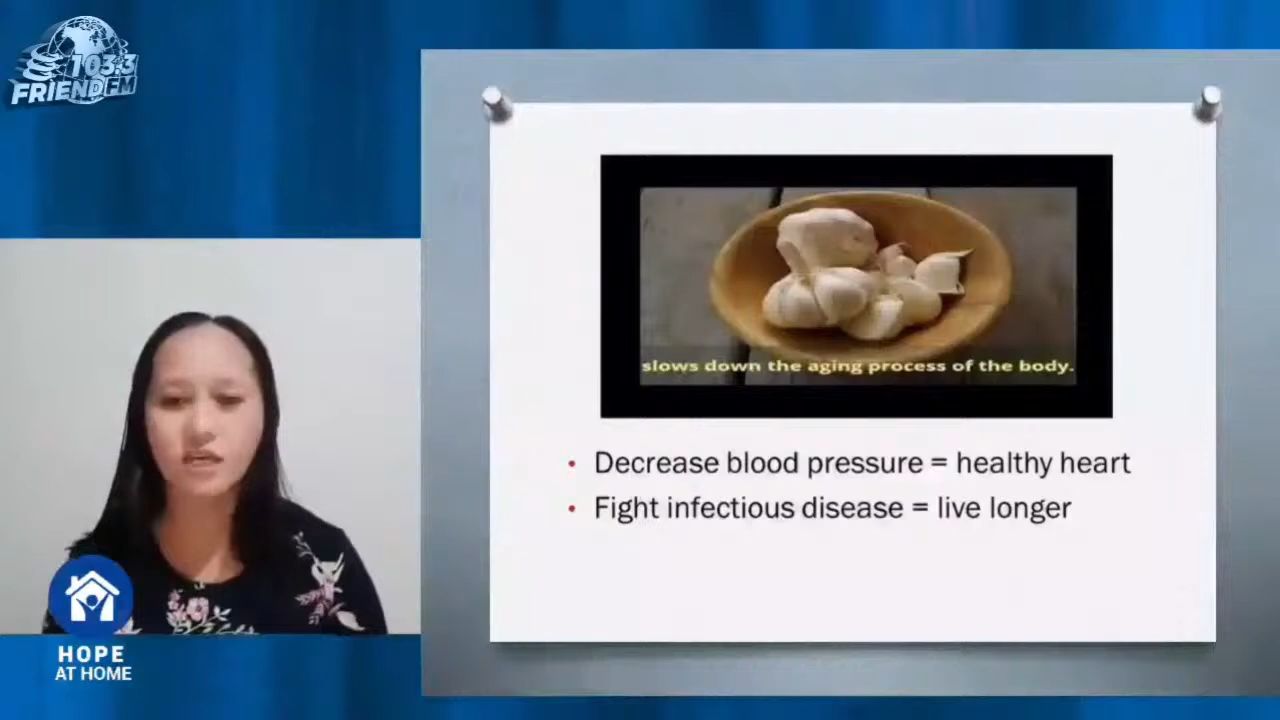 103.3
FRIEND FM
slows down the aging process of the body.
• Decrease blood pressure = healthy heart
• Fight infectious disease = live longer
HOPE
AT HOME